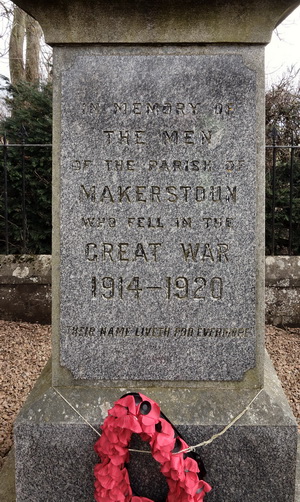 IN MEMORY OF
THE MEN
OF THE PARISH OF
MAKERSTOUN
WHO FELL IN THE
GREAT WAR
1914-1920
THEIR NAME LIVETH FOR EVERMORE